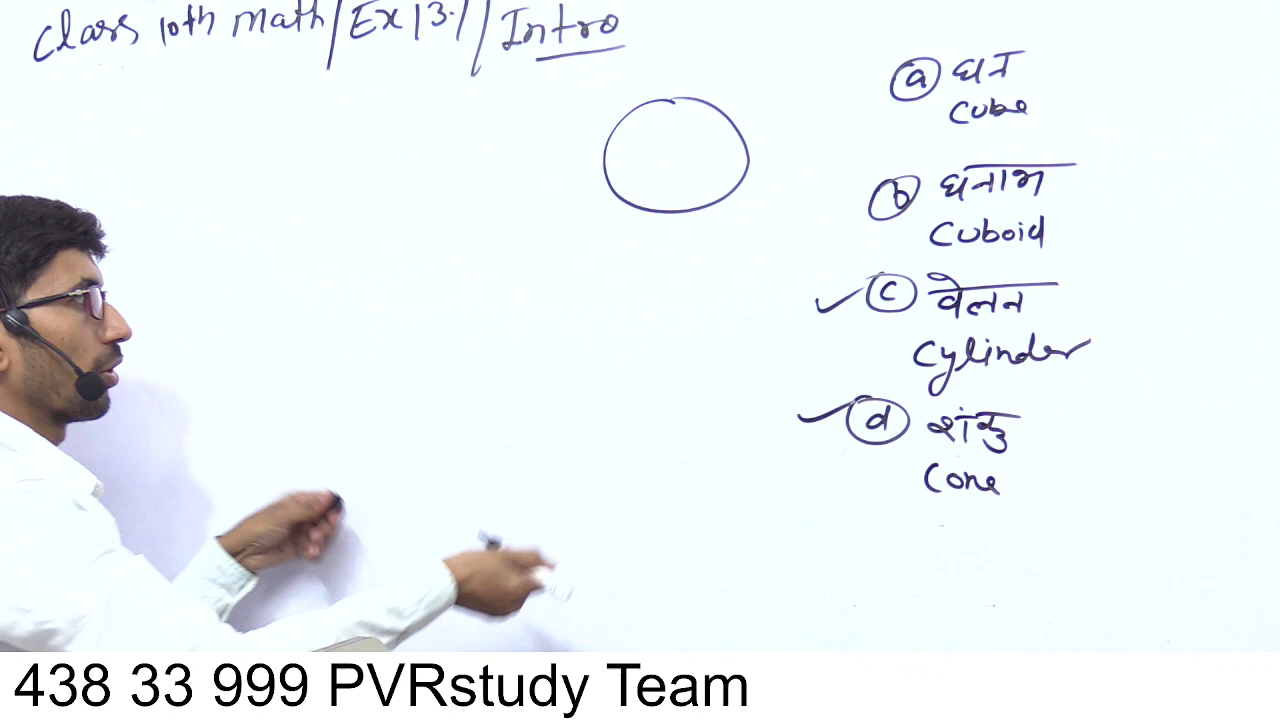 Class 10th math/Ex 13.1/Intro
ⓐ घन
Cube
ⓑ घनाभ
Cuboid
✓ ⓒ वेलन
Cylinder
✓ ⓓ शंकु
Cone
438 33 999 PVRstudy Team